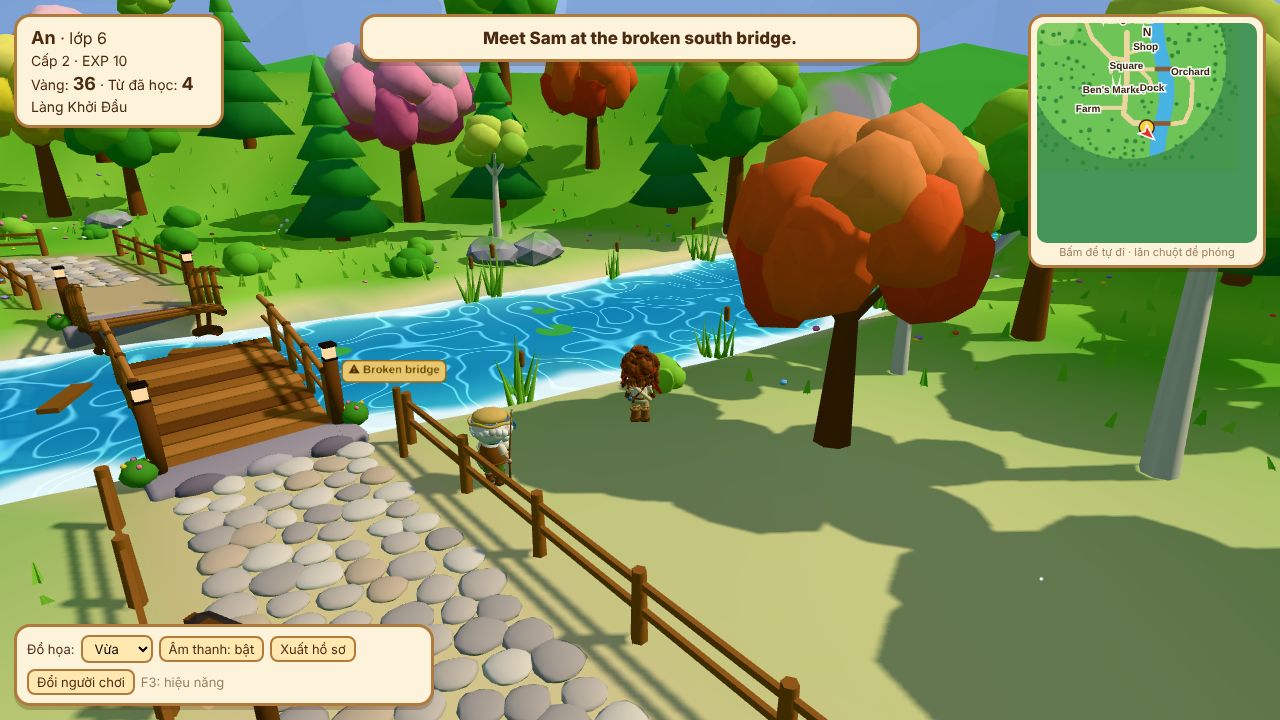 An · lớp 6
Cấp 2 · EXP 10
Vàng: 36 · Từ đã học: 4
Làng Khởi Đầu
Meet Sam at the broken south bridge.
N
Shop
Square
Orchard
Ben's Marke
Dock
Farm
Bấm để tự đi · lăn chuột để phóng
⚠ Broken bridge
Đồ họa: Vừa Âm thanh: bật Xuất hồ sơ
Đổi người chơi F3: hiệu năng